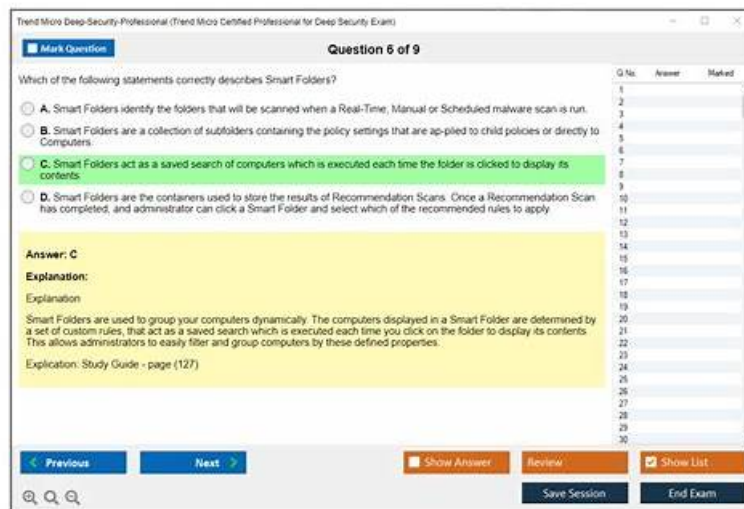 Trend Micro Deep-Security-Professional (Trend Micro Certified Professional for Deep Security Exam)
Mark Question
Question 6 of 9
Which of the following statements correctly describes Smart Folders?
A. Smart Folders identify the folders that will be scanned when a Real-Time, Manual or Scheduled malware scan is run.
B. Smart Folders are a collection of subfolders containing the policy settings that are ap-plied to child policies or directly to
Computers.
C. Smart Folders act as a saved search of computers which is executed each time the folder is clicked to display its
contents.
D. Smart Folders are the containers used to store the results of Recommendation Scans. Once a Recommendation Scan
has completed, and administrator can click a Smart Folder and select which of the recommended rules to apply
Answer: C
Explanation:
Explanation
Smart Folders are used to group your computers dynamically. The computers displayed in a Smart Folder are determined by
a set of custom rules, that act as a saved search which is executed each time you click on the folder to display its contents.
This allows administrators to easily filter and group computers by these defined properties.
Explication: Study Guide - page (127)
Q.No. Answer Marked
1
2
3
4
5
6
7
8
9
10
11
12
13
14
15
16
17
18
19
20
21
22
23
24
25
26
27
28
29
30
Previous
Next
Show Answer
Review
Show List
Save Session
End Exam